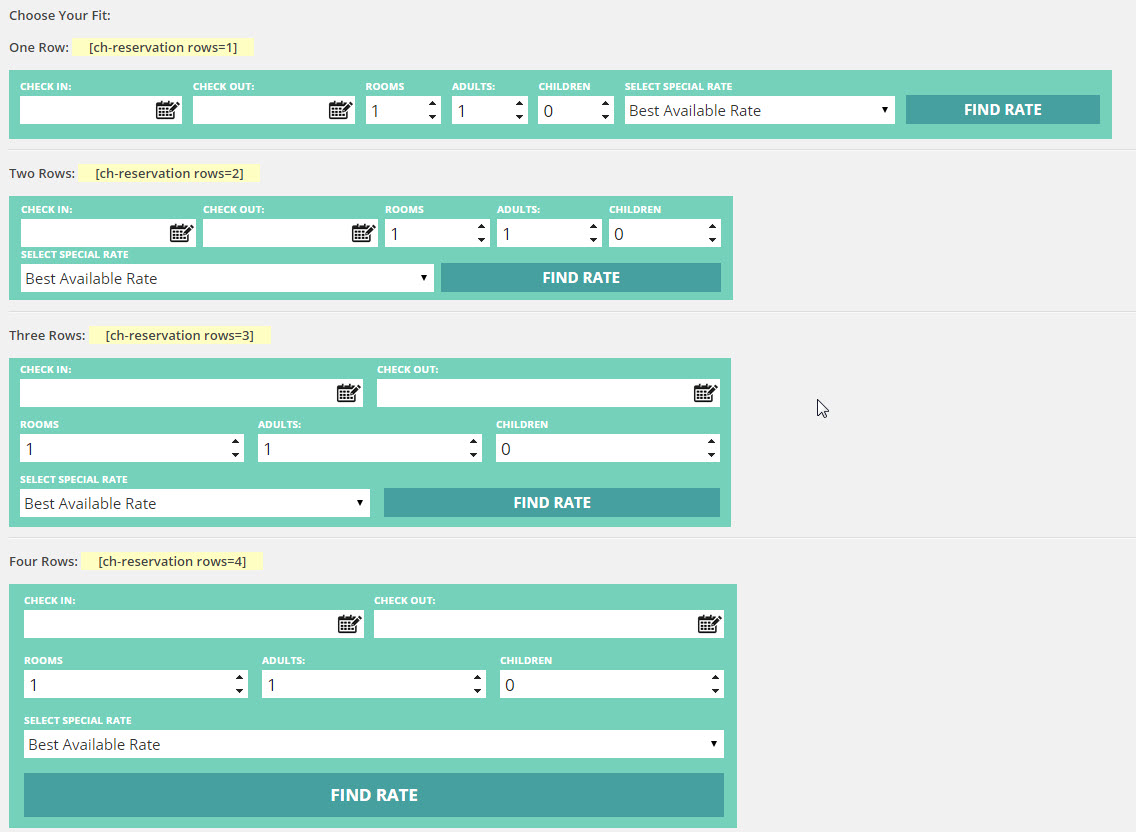 Choose Your Fit:
One Row: [ch-reservation rows=1]
CHECK IN: CHECK OUT: ROOMS ADULTS: CHILDREN SELECT SPECIAL RATE
1 1 0 Best Available Rate FIND RATE
Two Rows: [ch-reservation rows=2]
CHECK IN: CHECK OUT: ROOMS ADULTS: CHILDREN
1 1 0
SELECT SPECIAL RATE
Best Available Rate FIND RATE
Three Rows: [ch-reservation rows=3]
CHECK IN: CHECK OUT:
ROOMS ADULTS: CHILDREN
1 1 0
SELECT SPECIAL RATE
Best Available Rate FIND RATE
Four Rows: [ch-reservation rows=4]
CHECK IN: CHECK OUT:
ROOMS ADULTS: CHILDREN
1 1 0
SELECT SPECIAL RATE
Best Available Rate
FIND RATE